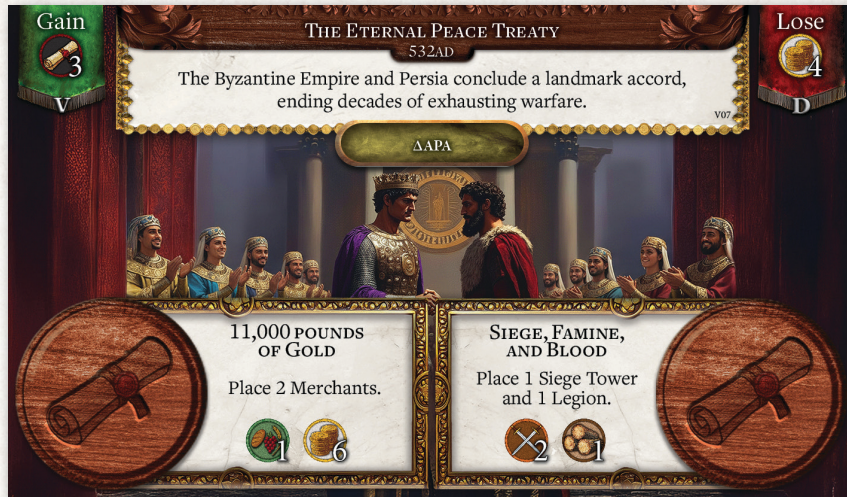 Gain
3
V
THE ETERNAL PEACE TREATY
532AD
The Byzantine Empire and Persia conclude a landmark accord,
ending decades of exhausting warfare.
V07
Lose
4
D
ΔΑΡΑ
11,000 POUNDS
OF GOLD
Place 2 Merchants.
1 6
SIEGE, FAMINE,
AND BLOOD
Place 1 Siege Tower
and 1 Legion.
2 1